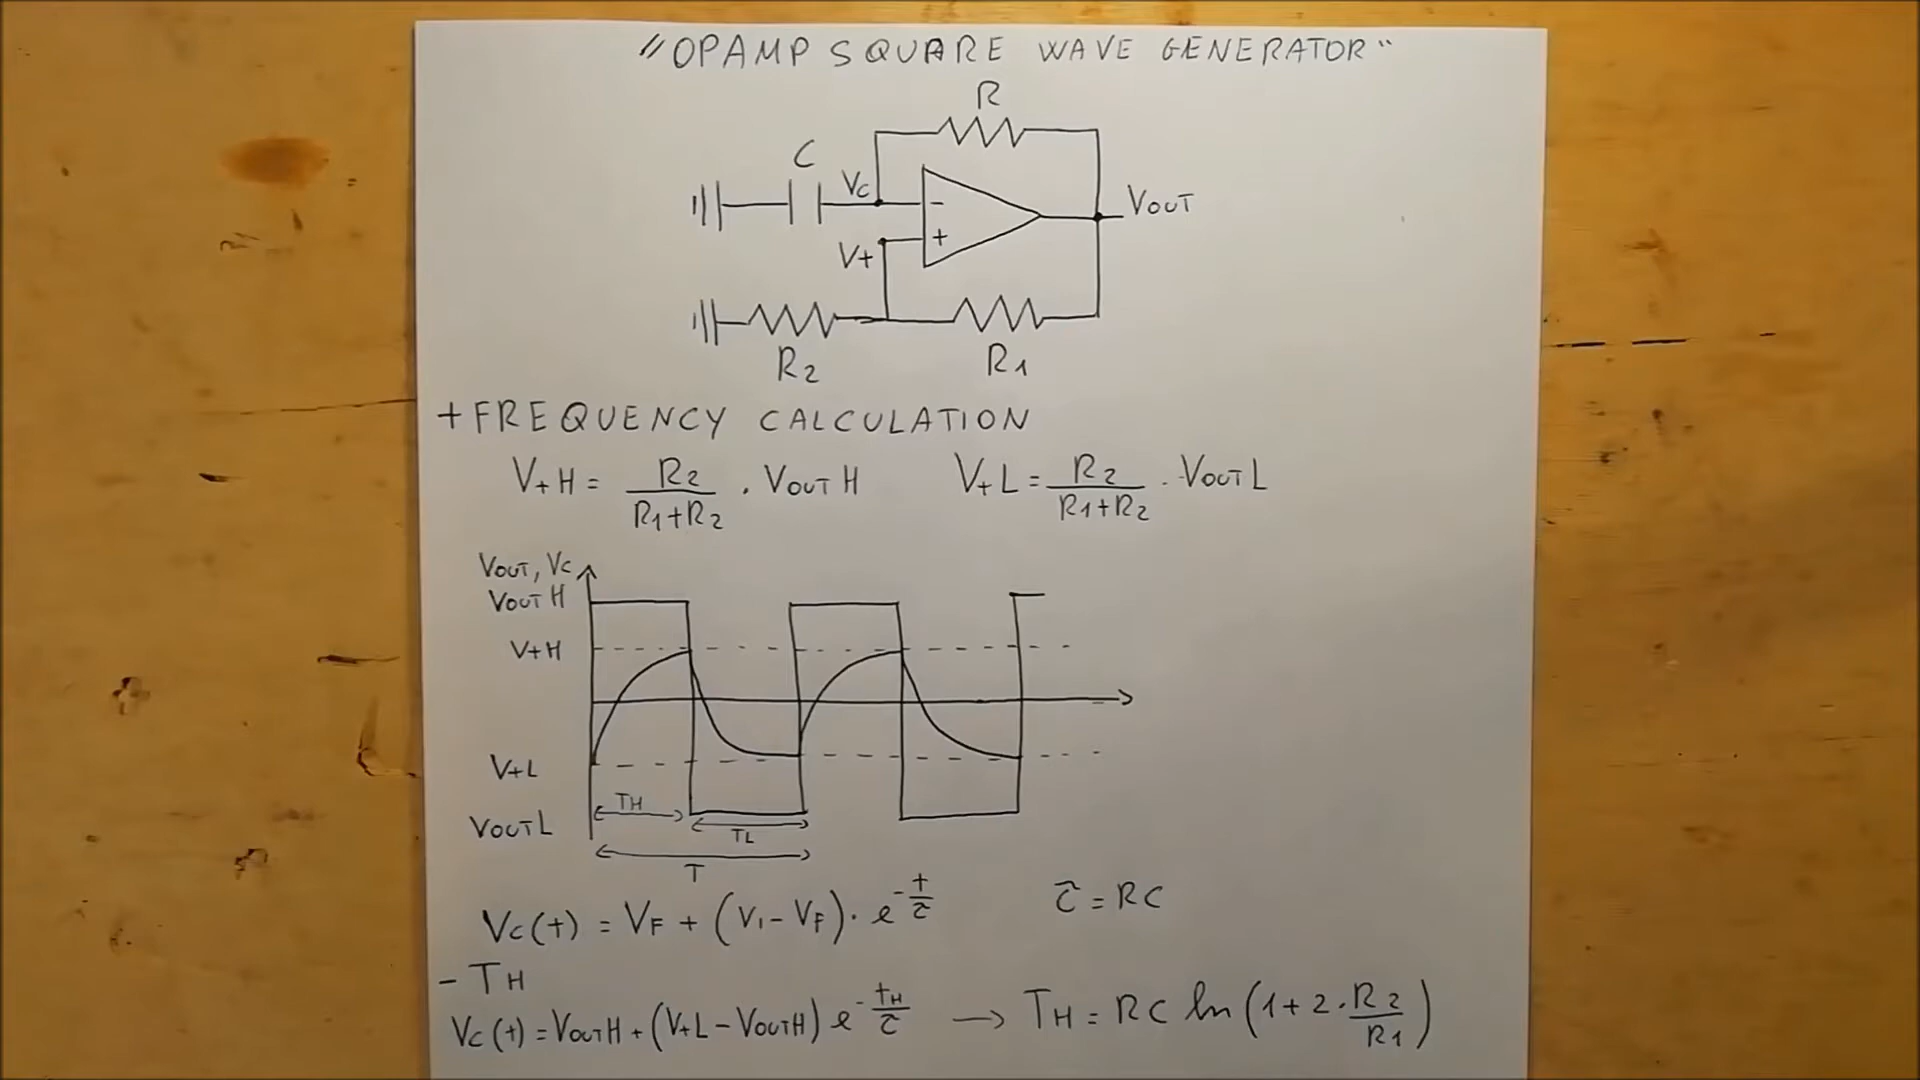 "OPAMP SQUARE WAVE GENERATOR"
R
C
Vc
-
VOUT
+
V+
R2
R1
+ FREQUENCY CALCULATION
V+H = R2/(R1+R2) . VOUT H
V+L = R2/(R1+R2) . VOUT L
VOUT, Vc
VOUT H
V+H
V+L
TH
VOUT L
TL
T
Vc(t) = VF + (VI - VF) . e^(-t/τ)
τ = RC
- TH
Vc(t) = VOUTH + (V+L - VOUTH) e^(-tH/τ) → TH = RC ln(1+2.R2/R1)